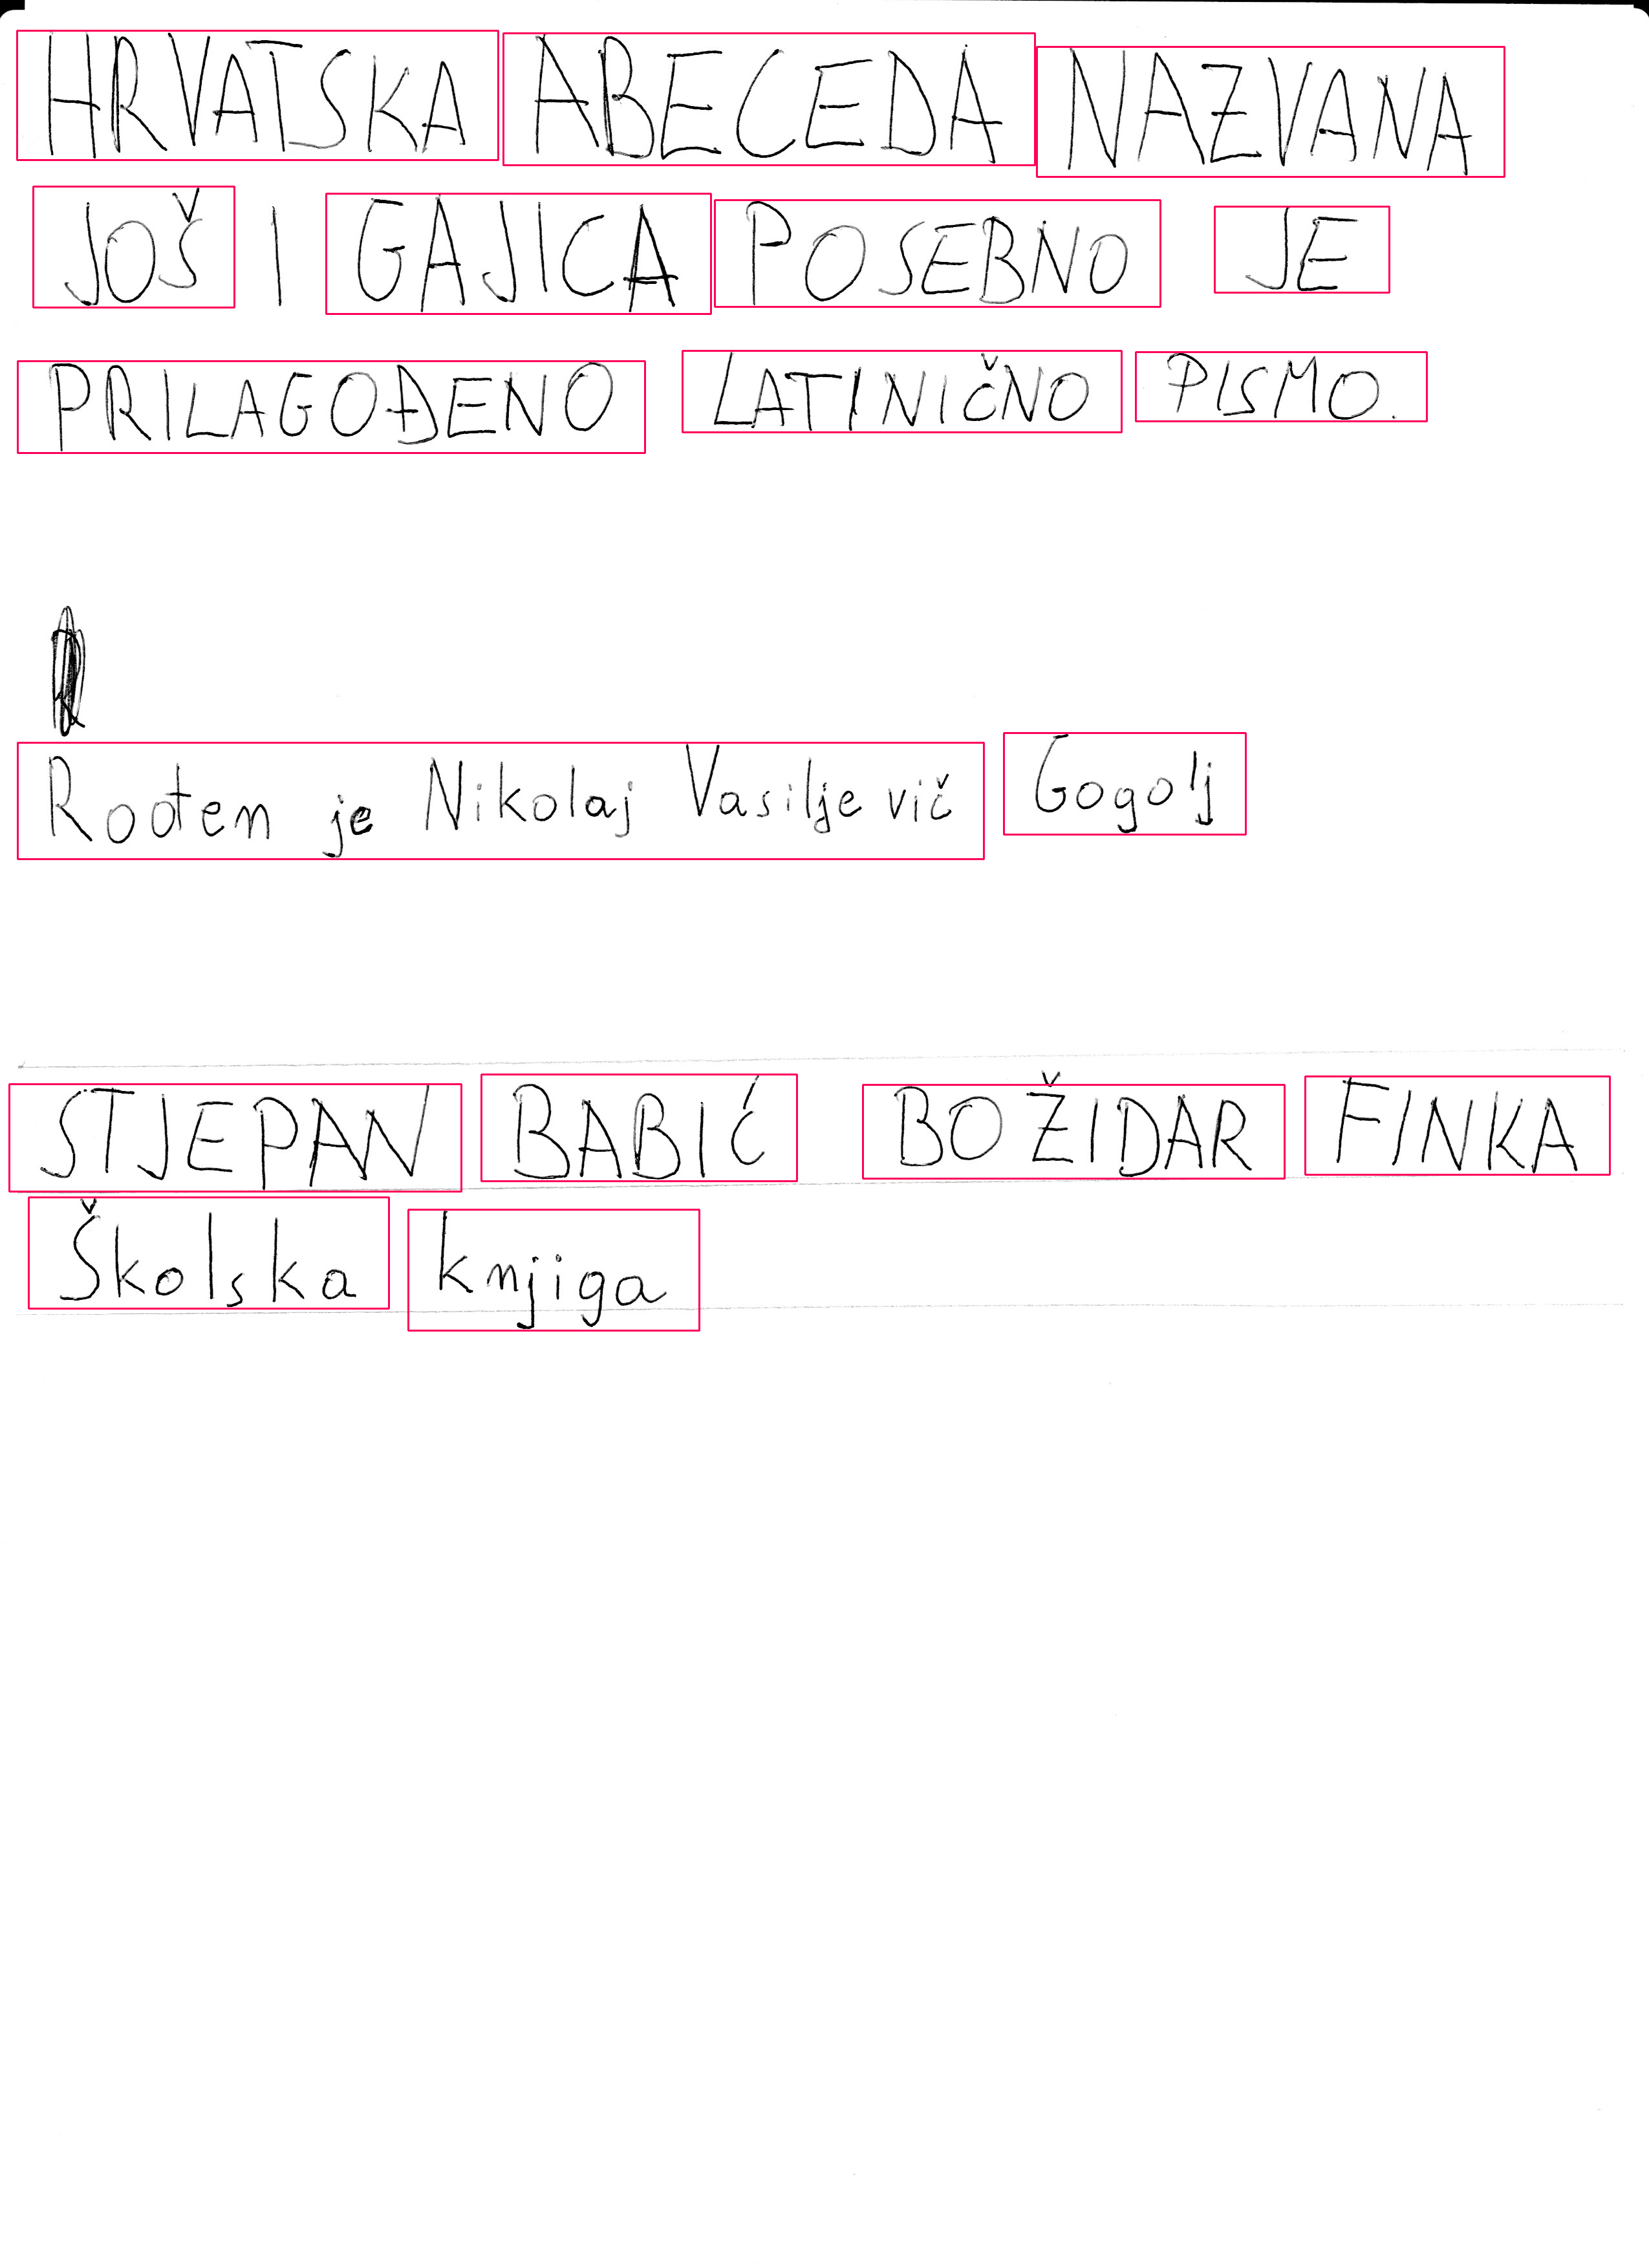 HRVATSKA ABECEDA NAZVANA
JOŠ I GAJICA POSEBNO JE
PRILAGOĐENO LATINIČNO PISMO.
Rođen je Nikolaj Vasiljevič Gogolj
STJEPAN BABIĆ BOŽIDAR FINKA
Školska knjiga